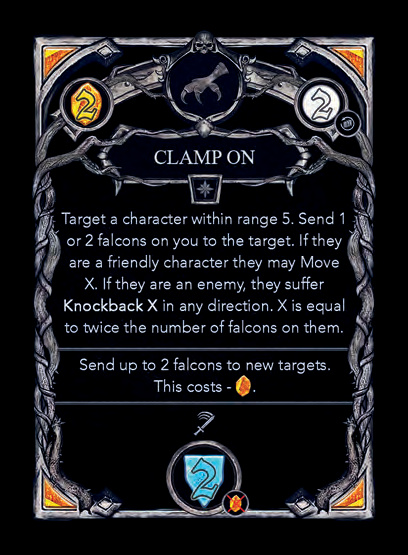 2
2
CLAMP ON
Target a character within range 5. Send 1
or 2 falcons on you to the target. If they
are a friendly character they may Move
X. If they are an enemy, they suffer
Knockback X in any direction. X is equal
to twice the number of falcons on them.
Send up to 2 falcons to new targets.
This costs - .
2